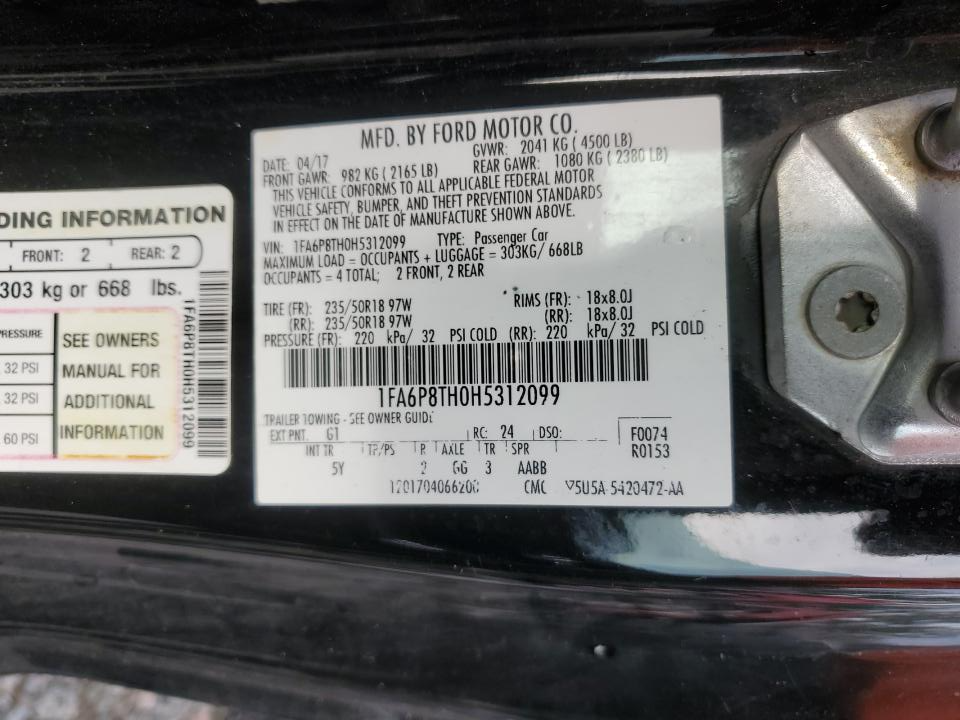 DING INFORMATION
FRONT: 2 REAR: 2
303 kg or 668 lbs.
PRESSURE
32 PSI
32 PSI
60 PSI
SEE OWNERS
MANUAL FOR
ADDITIONAL
INFORMATION
1FA6P8TH0H5312099
MFD. BY FORD MOTOR CO.
DATE: 04/17 GVWR: 2041 KG ( 4500 LB)
FRONT GAWR: 982 KG ( 2165 LB) REAR GAWR: 1080 KG ( 2380 LB)
THIS VEHICLE CONFORMS TO ALL APPLICABLE FEDERAL MOTOR
VEHICLE SAFETY, BUMPER, AND THEFT PREVENTION STANDARDS
IN EFFECT ON THE DATE OF MANUFACTURE SHOWN ABOVE.
VIN: 1FA6P8TH0H5312099 TYPE: Passenger Car
MAXIMUM LOAD = OCCUPANTS + LUGGAGE = 303KG/ 668LB
OCCUPANTS = 4 TOTAL; 2 FRONT, 2 REAR
TIRE (FR): 235/50R18 97W RIMS (FR): 18x8.0J
(RR): 235/50R18 97W (RR): 18x8.0J
PRESSURE (FR): 220 kPa/ 32 PSI COLD (RR): 220 kPa/ 32 PSI COLD
1FA6P8TH0H5312099
TRAILER TOWING - SEE OWNER GUIDE
EXT PNT. G1 RC: 24 DSO: F0074
R0153
INT TR TP/PS R AXLE TR SPR
5Y 2 GG 3 AABB
CMC